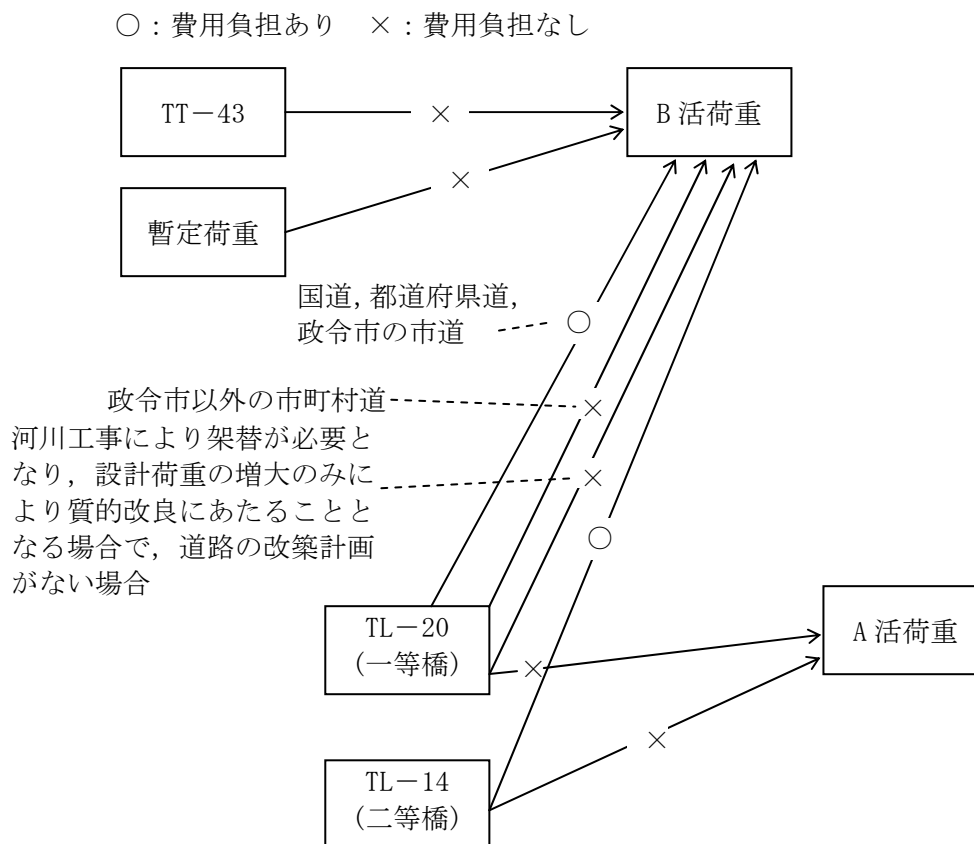 ○：費用負担あり　×：費用負担なし
TT－43
×
B 活荷重
×
暫定荷重
国道, 都道府県道,
政令市の市道
○
政令市以外の市町村道
×
河川工事により架替が必要と
なり，設計荷重の増大のみに
より質的改良にあたることと
なる場合で，道路の改築計画
がない場合
×
○
TL－20
(一等橋)
×
A 活荷重
×
TL－14
(二等橋)